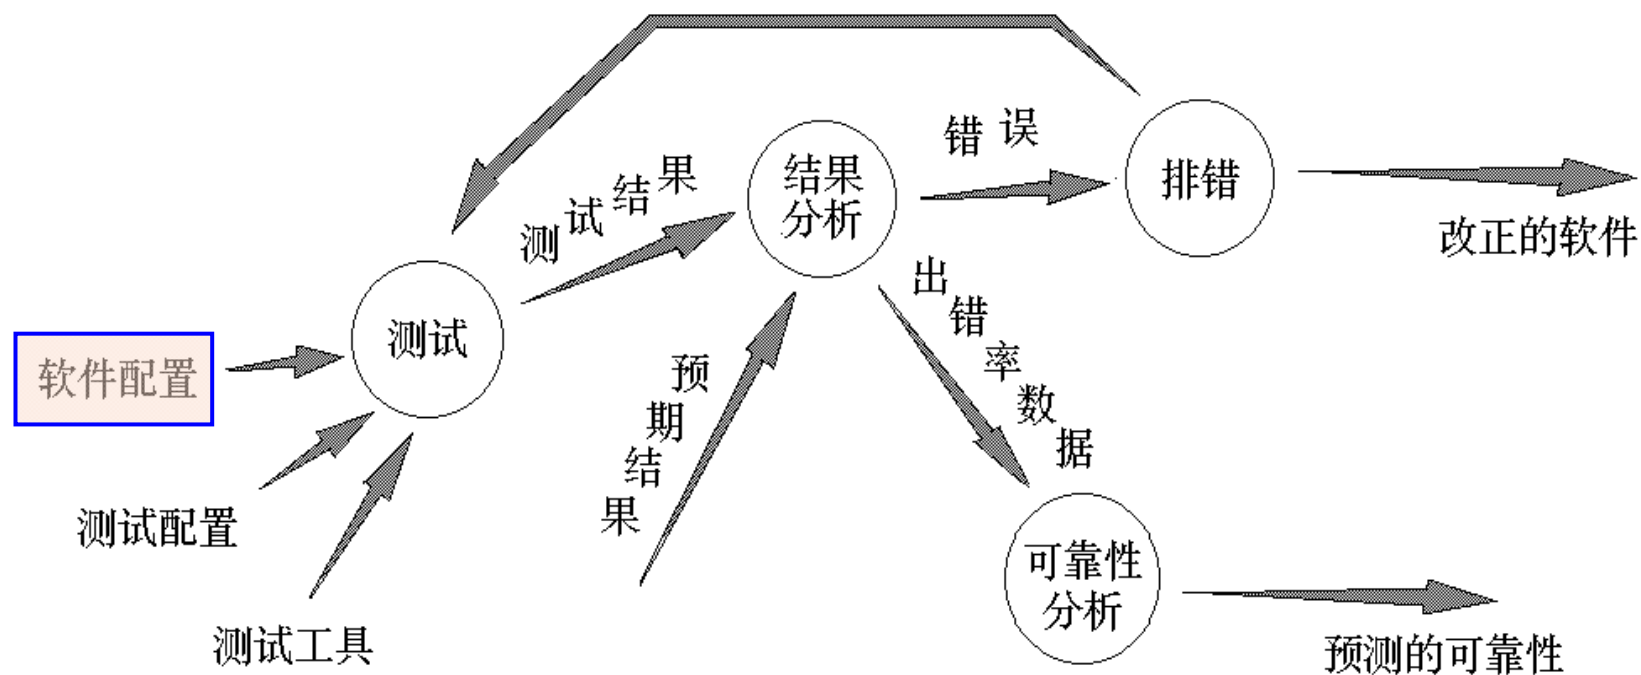 测试结果
结果
分析
错误
排错
改正的软件
测试
软件配置
测试配置
测试工具
预期结果
出错率数据
可靠性
分析
预测的可靠性